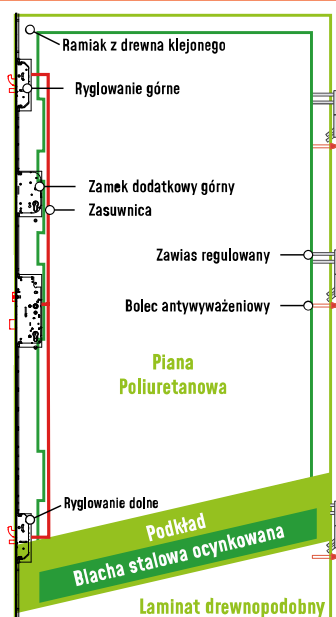 Ramiak z drewna klejonego
Ryglowanie górne
Zamek dodatkowy górny
Zasuwnica
Zawias regulowany
Bolec antywyważeniowy
Piana
Poliuretanowa
Ryglowanie dolne
Podkład
Blacha stalowa ocynkowana
Laminat drewnopodobny